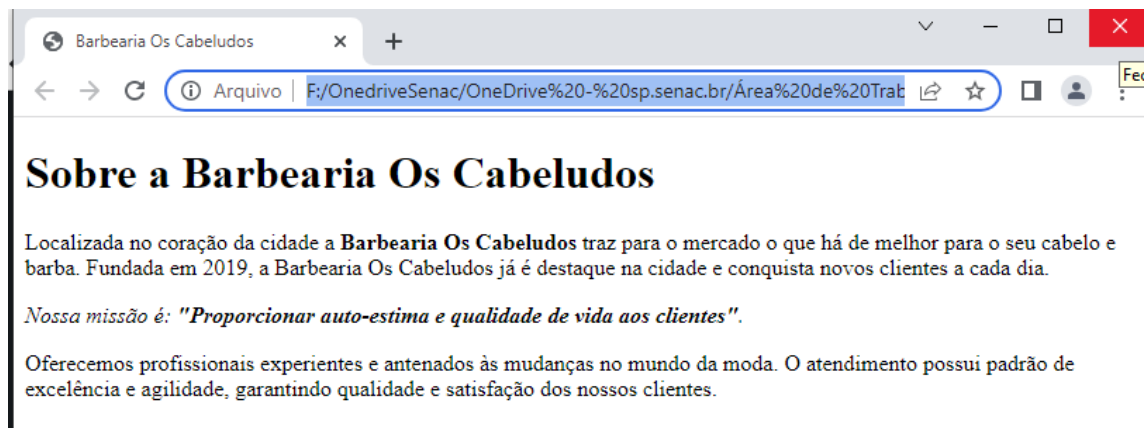 Barbearia Os Cabeludos
Arquivo F:/OnedriveSenac/OneDrive%20-%20sp.senac.br/Área%20de%20Trab
Sobre a Barbearia Os Cabeludos
Localizada no coração da cidade a Barbearia Os Cabeludos traz para o mercado o que há de melhor para o seu cabelo e
barba. Fundada em 2019, a Barbearia Os Cabeludos já é destaque na cidade e conquista novos clientes a cada dia.
Nossa missão é: "Proporcionar auto-estima e qualidade de vida aos clientes".
Oferecemos profissionais experientes e antenados às mudanças no mundo da moda. O atendimento possui padrão de
excelência e agilidade, garantindo qualidade e satisfação dos nossos clientes.